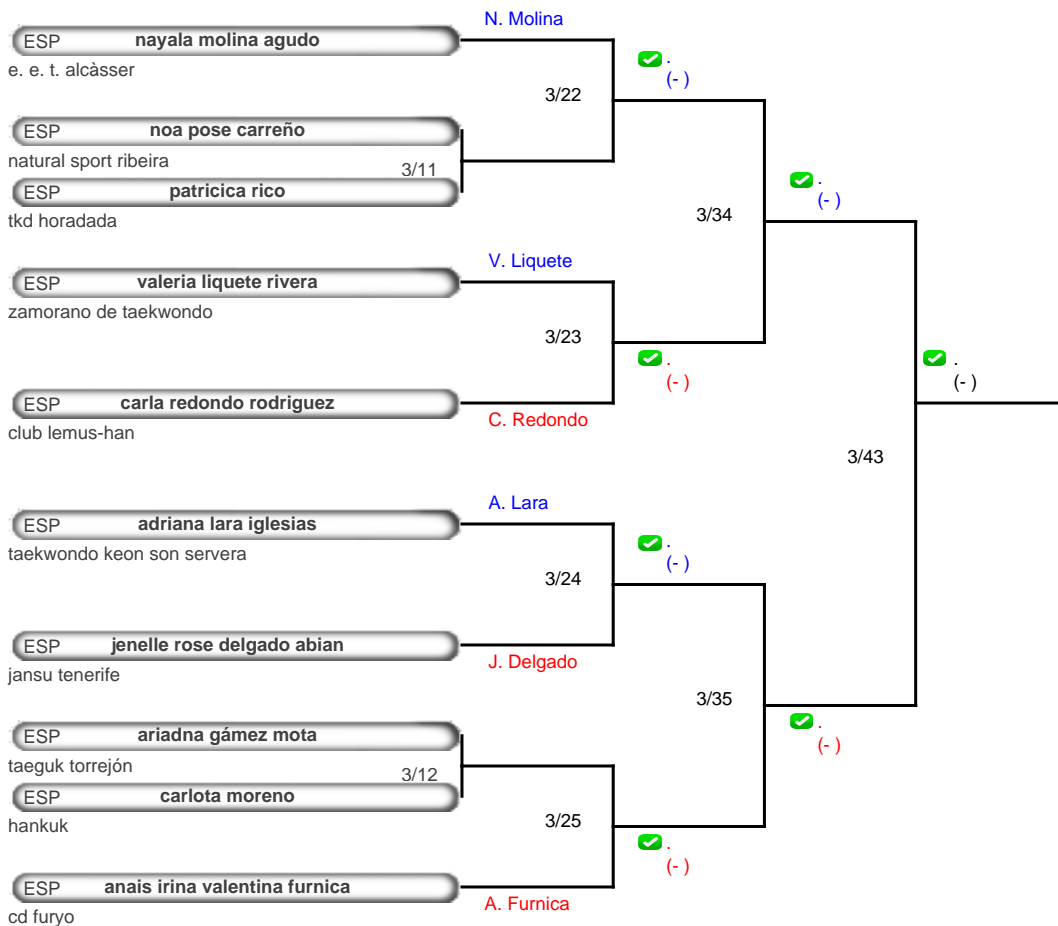 N. Molina
ESP nayala molina agudo
e. e. t. alcàsser
.
(- )
3/22
ESP noa pose carreño
natural sport ribeira
3/11
ESP patricica rico
tkd horadada
.
(- )
3/34
V. Liquete
ESP valeria liquete rivera
zamorano de taekwondo
3/23
.
(- )
ESP carla redondo rodriguez
C. Redondo
club lemus-han
.
(- )
3/43
A. Lara
ESP adriana lara iglesias
taekwondo keon son servera
.
(- )
3/24
ESP jenelle rose delgado abian
J. Delgado
jansu tenerife
3/35
.
(- )
ESP ariadna gámez mota
taeguk torrejón
3/12
ESP carlota moreno
hankuk
3/25
.
(- )
ESP anais irina valentina furnica
A. Furnica
cd furyo